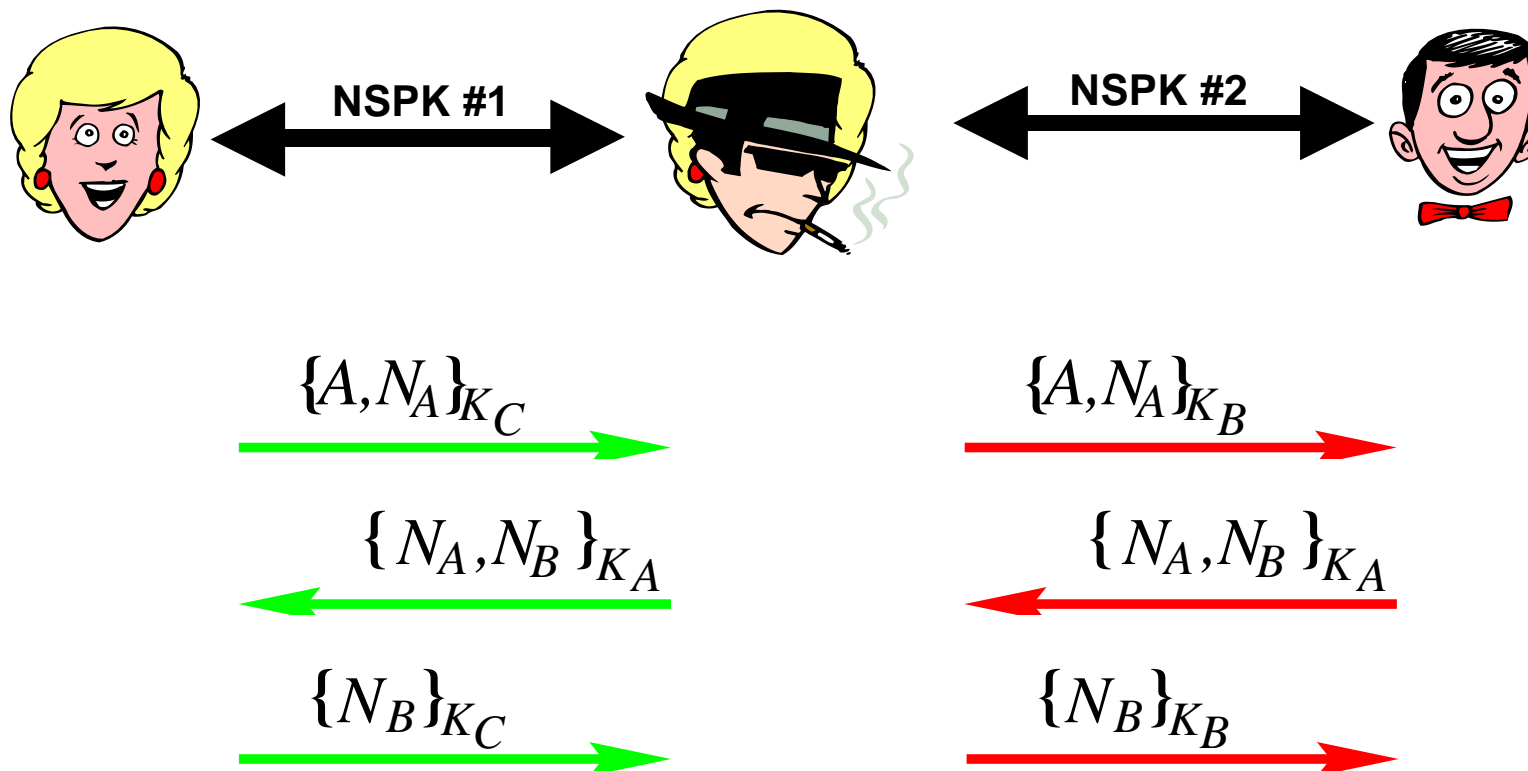 NSPK #1
NSPK #2
{A,N_A}_{K_C}
{A,N_A}_{K_B}
{ N_A,N_B }_{K_A}
{ N_A,N_B }_{K_A}
{N_B}_{K_C}
{N_B}_{K_B}